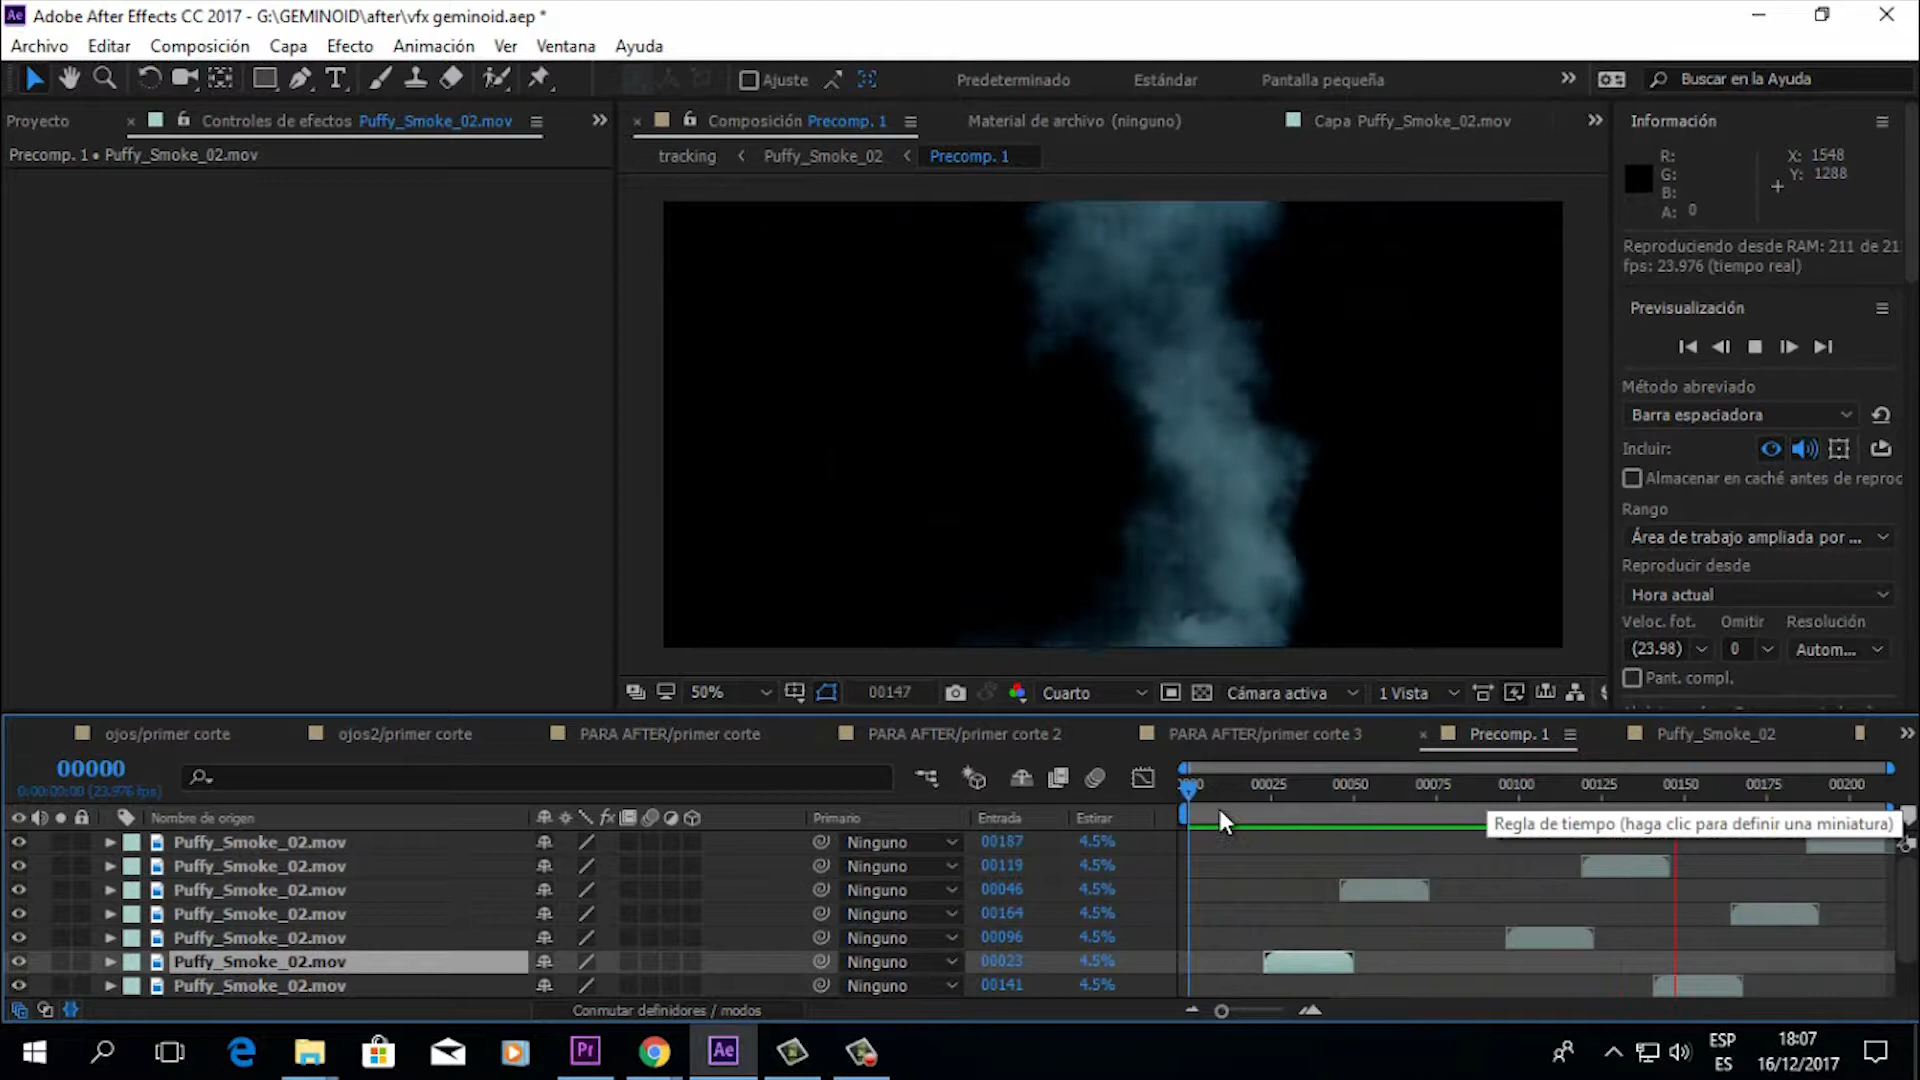 Adobe After Effects CC 2017 - G:\GEMINOID\after\vfx geminoid.aep *
Archivo Editar Composición Capa Efecto Animación Ver Ventana Ayuda
Ajuste Predeterminado Estándar Pantalla pequeña Buscar en la Ayuda
Proyecto Controles de efectos Puffy_Smoke_02.mov Composición Precomp. 1 Material de archivo (ninguno) Capa Puffy_Smoke_02.mov Información
Precomp. 1 • Puffy_Smoke_02.mov tracking Puffy_Smoke_02 Precomp. 1
R: X: 1548
G: Y: 1288
B:
A: 0
Reproduciendo desde RAM: 211 de 21
fps: 23.976 (tiempo real)
Previsualización
Método abreviado
Barra espaciadora
Incluir:
Almacenar en caché antes de reproc
Rango
Área de trabajo ampliada por ...
Reproducir desde
Hora actual
Veloc. fot. Omitir Resolución
(23.98) 0 Autom...
Pant. compl.
50% 00147 Cuarto Cámara activa 1 Vista
ojos/primer corte ojos2/primer corte PARA AFTER/primer corte PARA AFTER/primer corte 2 PARA AFTER/primer corte 3 Precomp. 1 Puffy_Smoke_02
00000
0:00:00:00 (23.976 fps)
00025 00050 00075 00100 00125 00150 00175 00200
Nombre de origen Primario Entrada Estirar
Regla de tiempo (haga clic para definir una miniatura)
Puffy_Smoke_02.mov Ninguno 00187 4.5%
Puffy_Smoke_02.mov Ninguno 00119 4.5%
Puffy_Smoke_02.mov Ninguno 00046 4.5%
Puffy_Smoke_02.mov Ninguno 00164 4.5%
Puffy_Smoke_02.mov Ninguno 00096 4.5%
Puffy_Smoke_02.mov Ninguno 00023 4.5%
Puffy_Smoke_02.mov Ninguno 00141 4.5%
Conmutar definidores / modos
Pr Ae
ESP
ES
18:07
16/12/2017